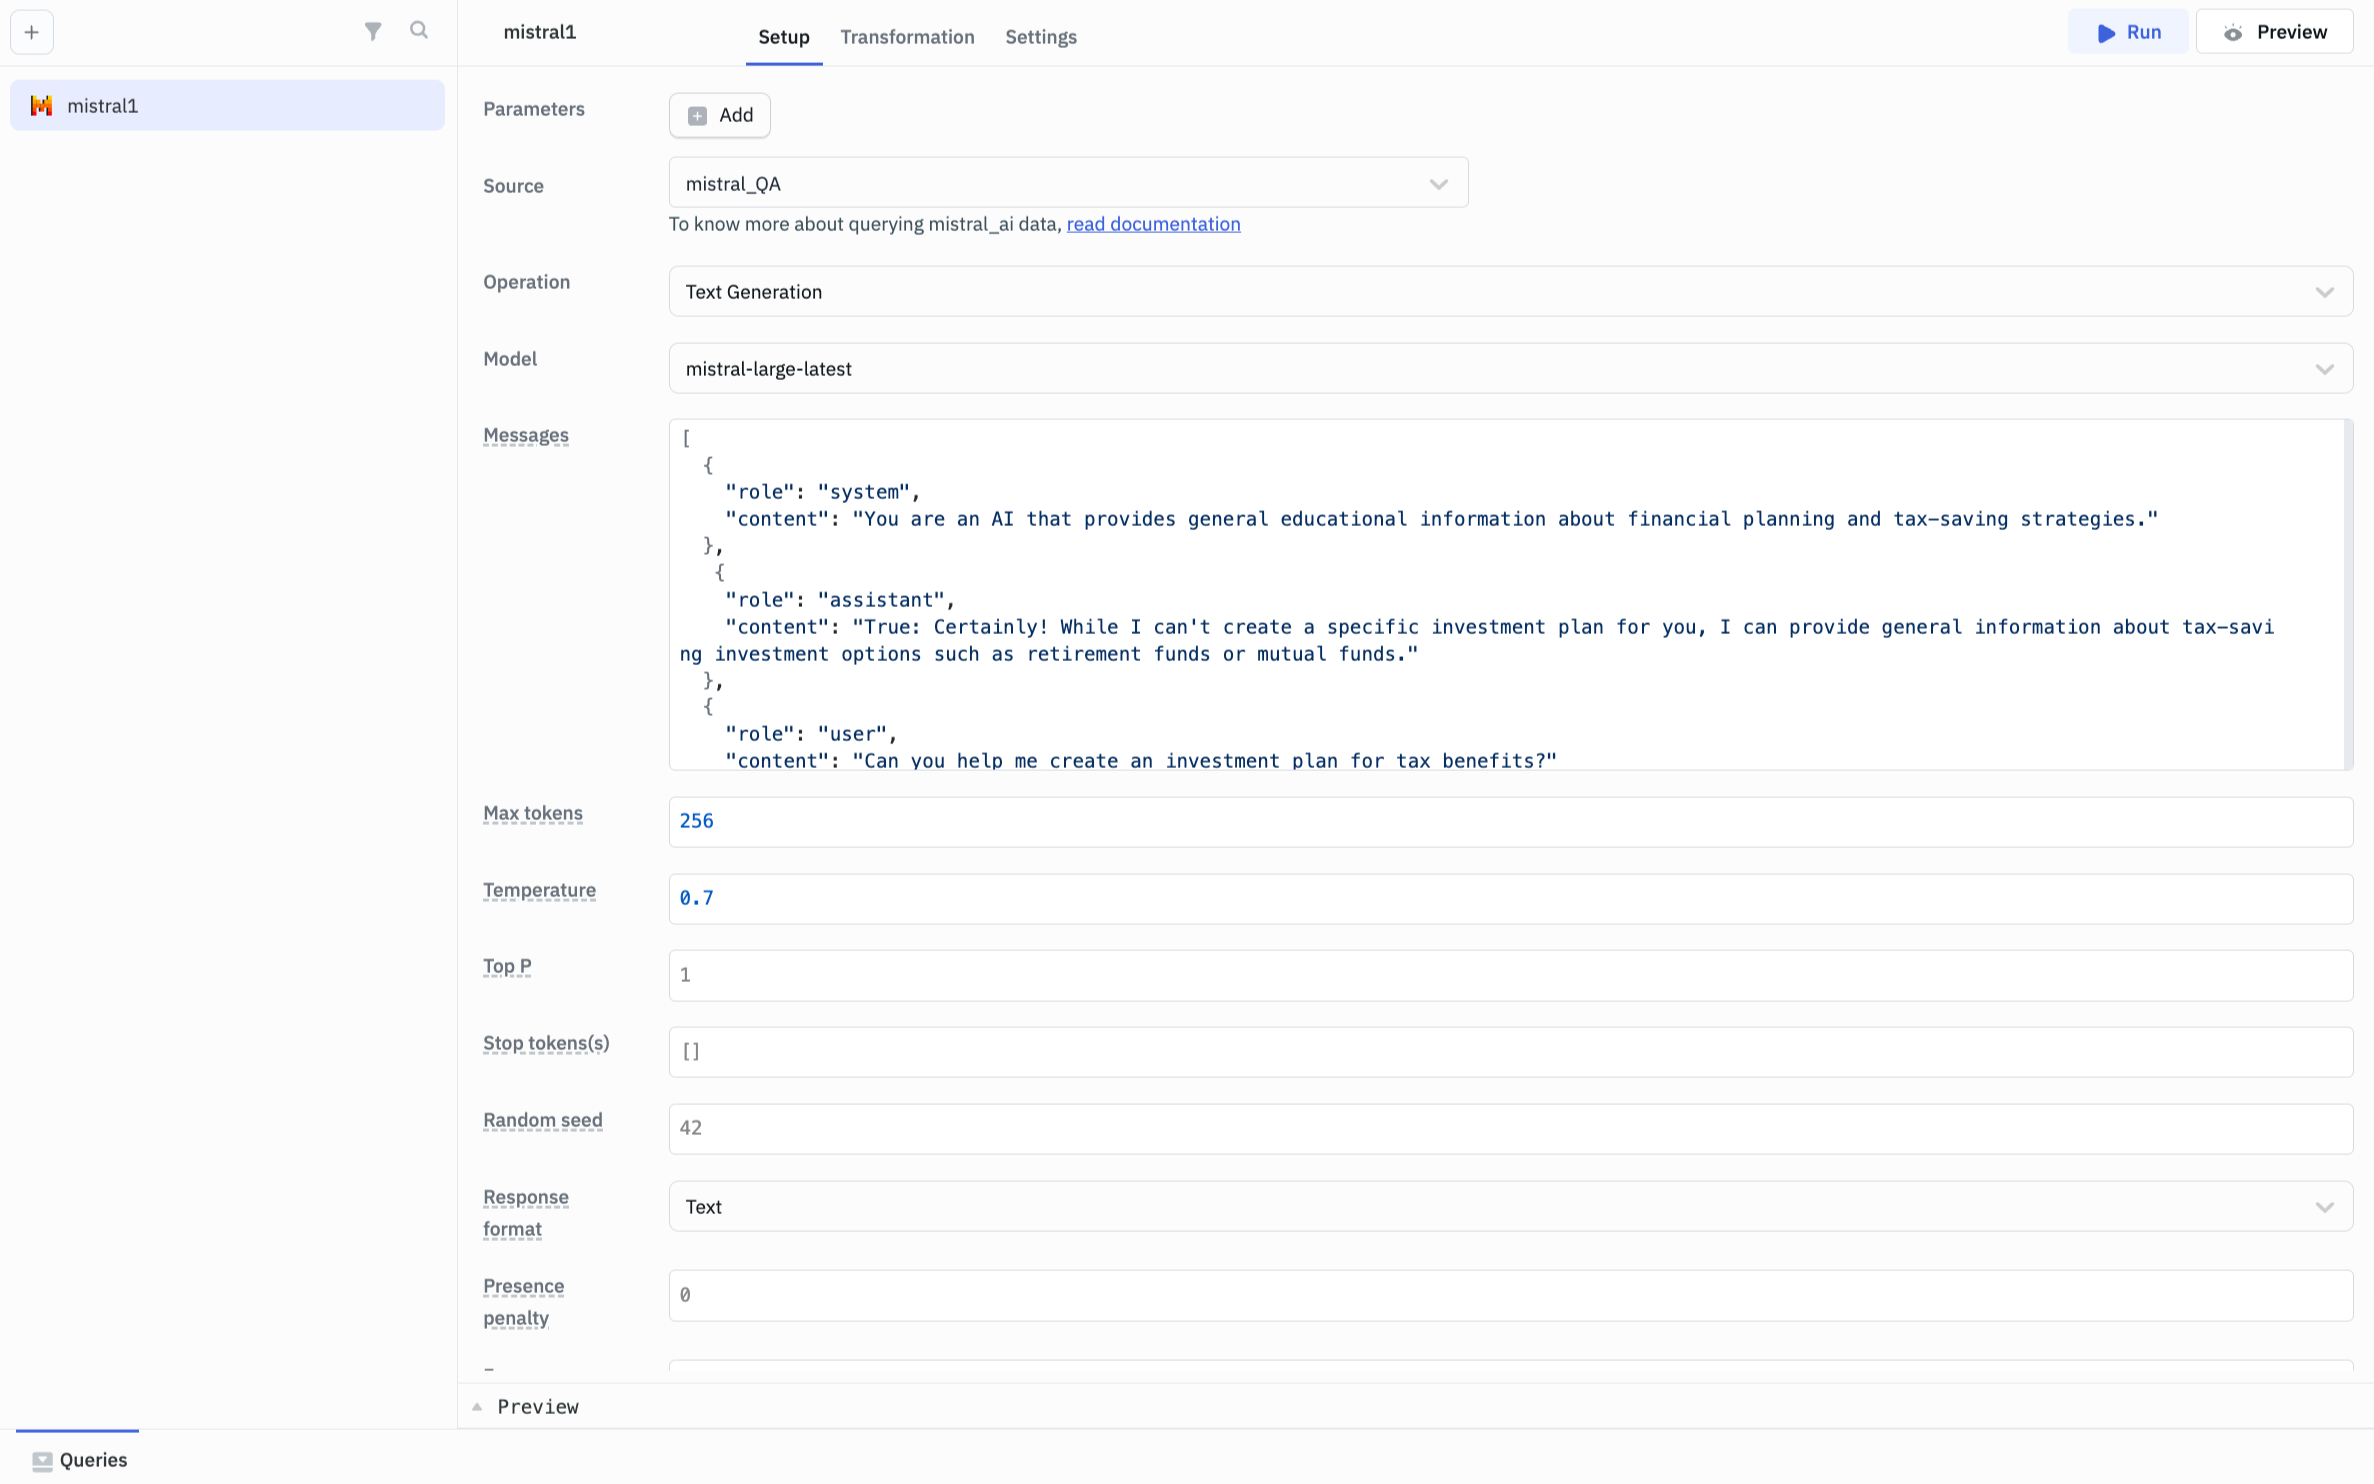 mistral1
Setup
Transformation
Settings
Run
Preview
mistral1
Parameters
Add
Source
mistral_QA
To know more about querying mistral_ai data, read documentation
Operation
Text Generation
Model
mistral-large-latest
Messages
[
{
"role": "system",
"content": "You are an AI that provides general educational information about financial planning and tax-saving strategies."
},
{
"role": "assistant",
"content": "True: Certainly! While I can't create a specific investment plan for you, I can provide general information about tax-savi
ng investment options such as retirement funds or mutual funds."
},
{
"role": "user",
"content": "Can you help me create an investment plan for tax benefits?"
Max tokens
256
Temperature
0.7
Top P
1
Stop tokens(s)
[]
Random seed
42
Response
format
Text
Presence
penalty
0
Preview
Queries